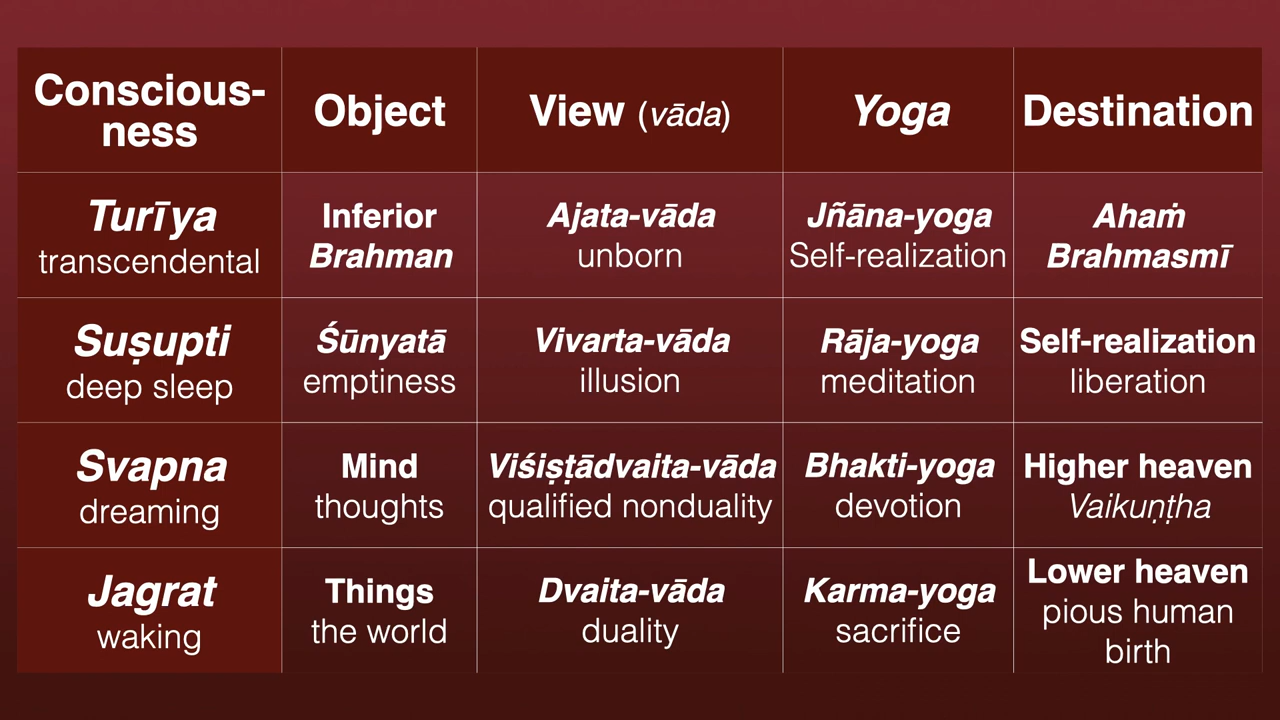 Conscious-
ness
Object
View (vāda)
Yoga
Destination
Turīya
transcendental
Inferior
Brahman
Ajata-vāda
unborn
Jñāna-yoga
Self-realization
Ahaṁ
Brahmasmī
Suṣupti
deep sleep
Śūnyatā
emptiness
Vivarta-vāda
illusion
Rāja-yoga
meditation
Self-realization
liberation
Svapna
dreaming
Mind
thoughts
Viśiṣṭādvaita-vāda
qualified nonduality
Bhakti-yoga
devotion
Higher heaven
Vaikuṇṭha
Jagrat
waking
Things
the world
Dvaita-vāda
duality
Karma-yoga
sacrifice
Lower heaven
pious human
birth